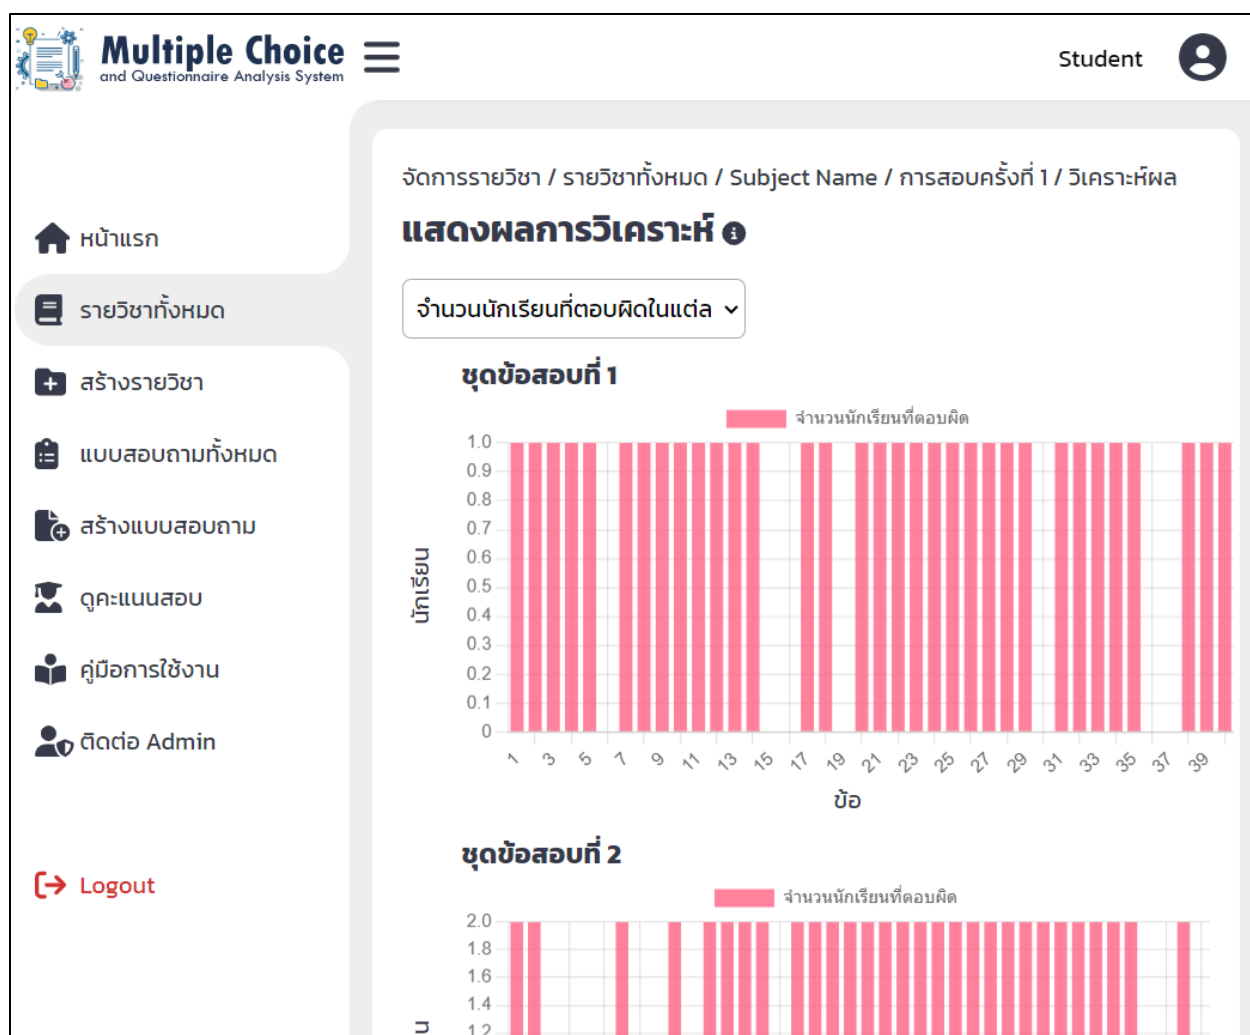 Multiple Choice
and Questionnaire Analysis System
Student
หน้าแรก
รายวิชาทั้งหมด
สร้างรายวิชา
แบบสอบถามทั้งหมด
สร้างแบบสอบถาม
ดูคะแนนสอบ
คู่มือการใช้งาน
ติดต่อ Admin
Logout
จัดการรายวิชา / รายวิชาทั้งหมด / Subject Name / การสอบครั้งที่ 1 / วิเคราะห์ผล
แสดงผลการวิเคราะห์
จำนวนนักเรียนที่ตอบผิดในแต่ล
ชุดข้อสอบที่ 1
จำนวนนักเรียนที่ตอบผิด
1.0
0.9
0.8
0.7
0.6
0.5
0.4
0.3
0.2
0.1
0
นักเรียน
1 3 5 7 9 11 13 15 17 19 21 23 25 27 29 31 33 35 37 39
ข้อ
ชุดข้อสอบที่ 2
จำนวนนักเรียนที่ตอบผิด
2.0
1.8
1.6
1.4
1.2